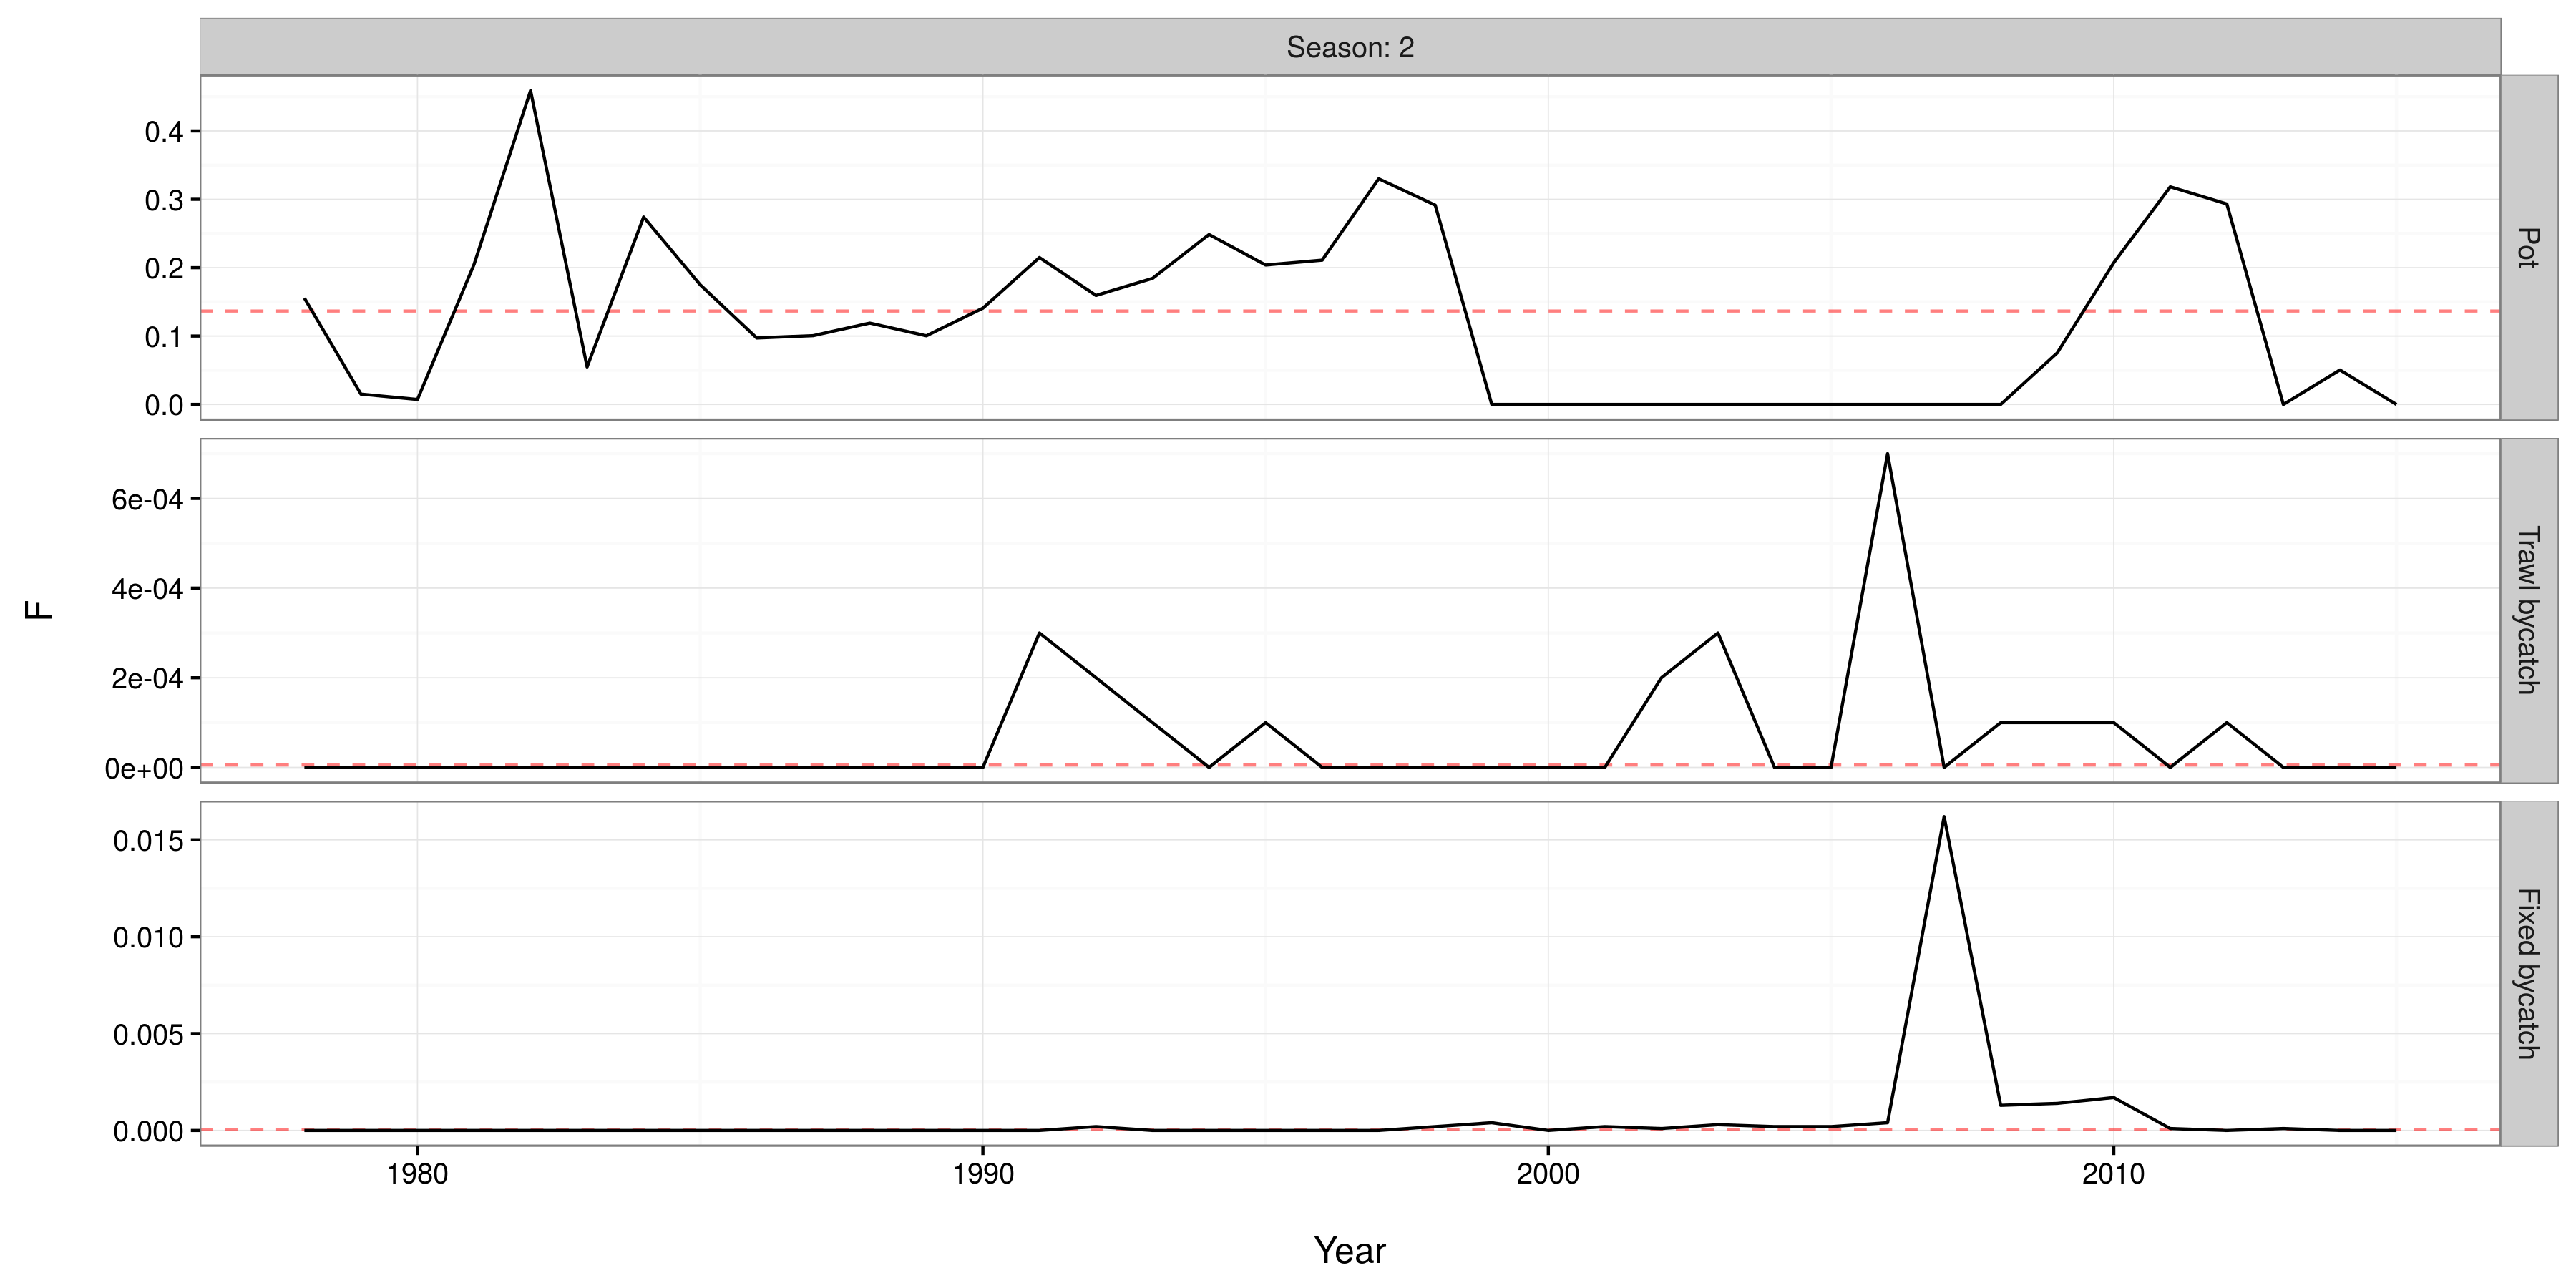 Season: 2
0.4
0.3
0.2
0.1
0.0
Pot
6e-04
4e-04
2e-04
0e+00
Trawl bycatch
0.015
0.010
0.005
0.000
Fixed bycatch
F
1980 1990 2000 2010
Year